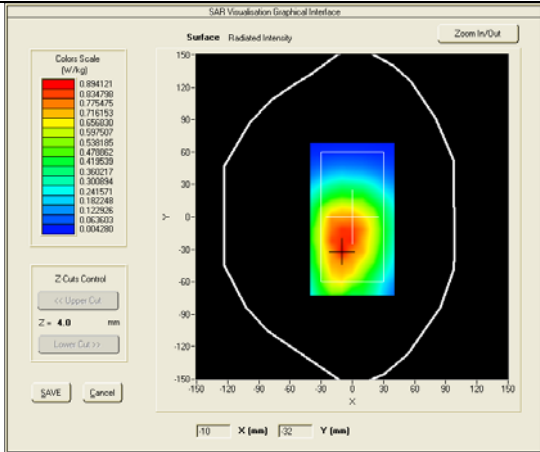 SAR Visualisation Graphical Interface
Surface Radiated Intensity
Zoom In/Out
Colors Scale
(W/kg)
0.894121
0.834798
0.775475
0.716153
0.656830
0.597507
0.538185
0.478862
0.419539
0.360217
0.300894
0.241571
0.182248
0.122926
0.063603
0.004280
Z Cuts Control
<< Upper Cut
Z = 4.0 mm
Lower Cut >>
SAVE Cancel
150
120
90
60
30
Y 0
-30
-60
-90
-120
-150
-150 -120 -90 -60 -30 0 30 60 90 120 150
X
-10 X (mm) -32 Y (mm)